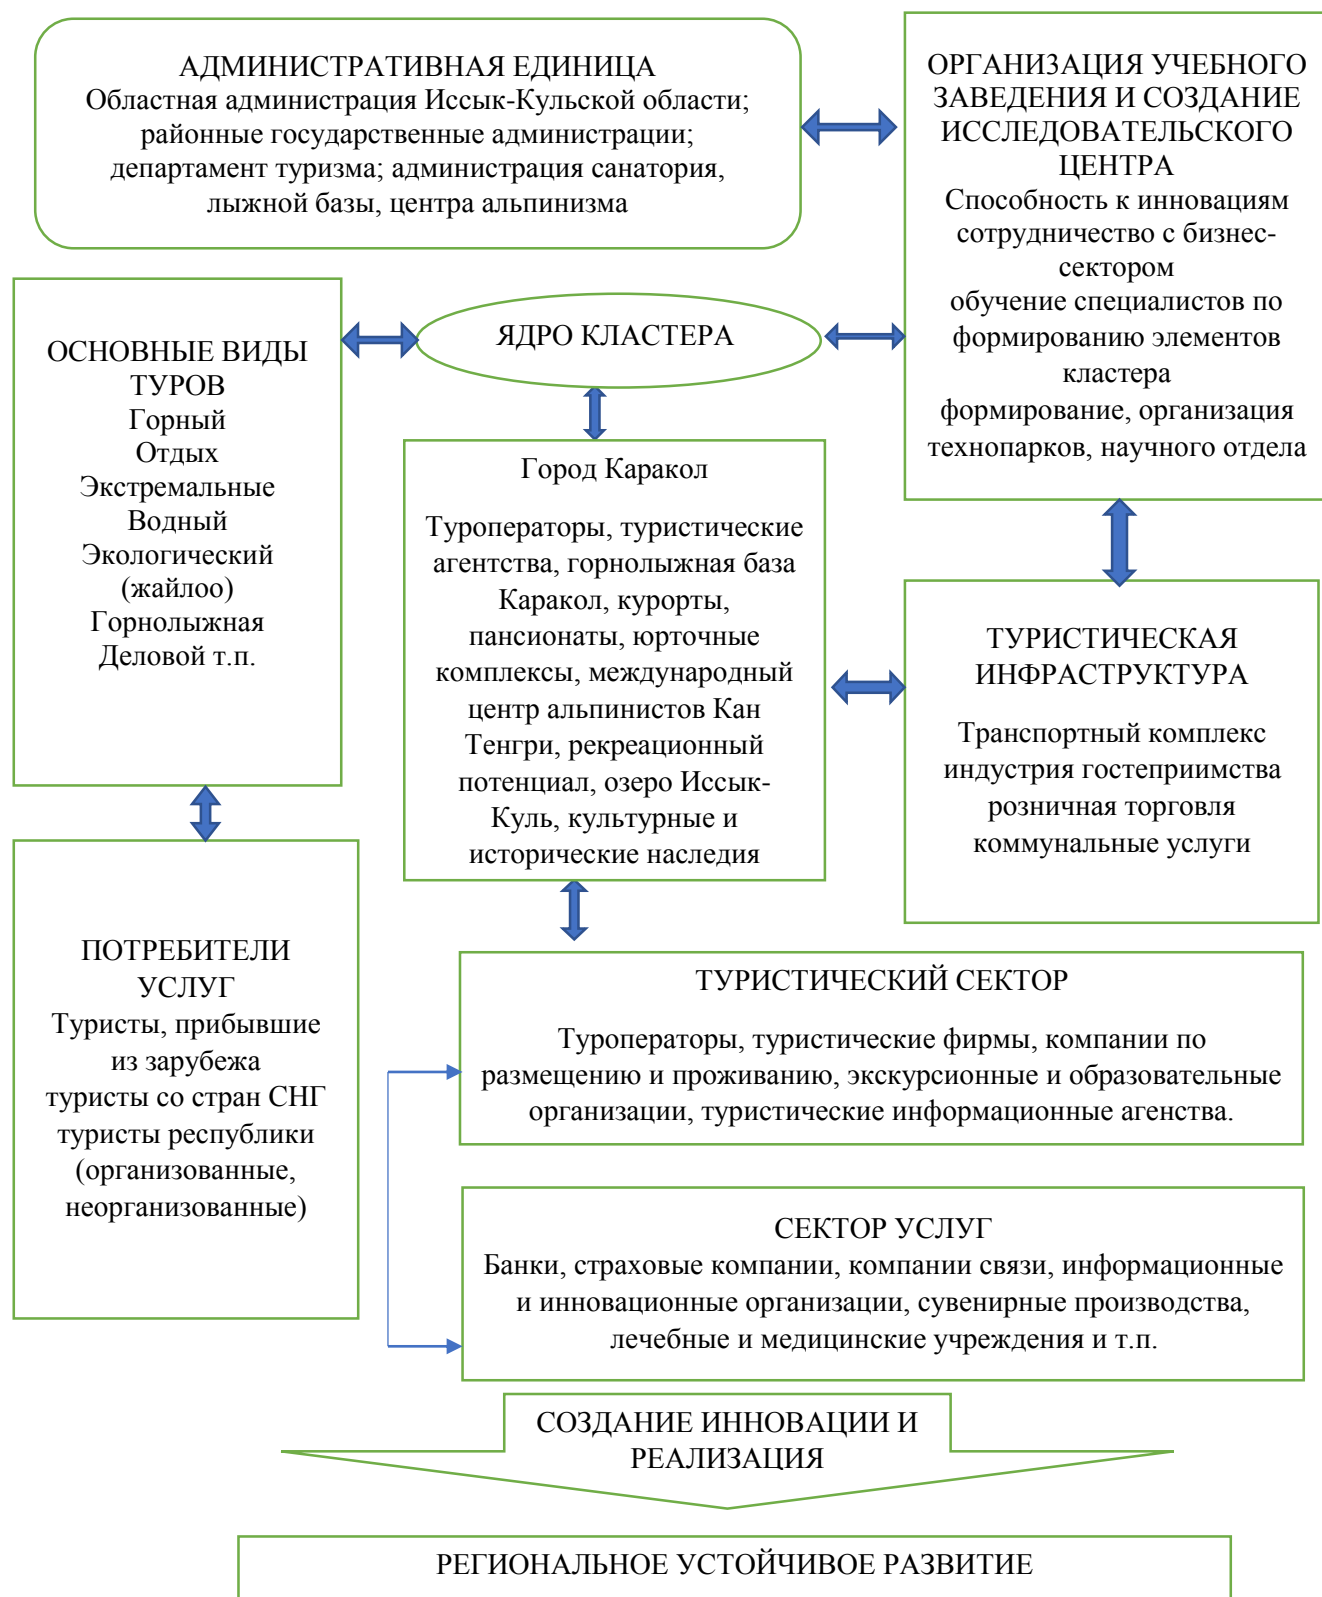 АДМИНИСТРАТИВНАЯ ЕДИНИЦА
Областная администрация Иссык-Кульской области;
районные государственные администрации;
департамент туризма; администрация санатория,
лыжной базы, центра альпинизма
ОРГАНИЗАЦИЯ УЧЕБНОГО
ЗАВЕДЕНИЯ И СОЗДАНИЕ
ИССЛЕДОВАТЕЛЬСКОГО
ЦЕНТРА
Способность к инновациям
сотрудничество с бизнес-
сектором
обучение специалистов по
формированию элементов
кластера
формирование, организация
технопарков, научного отдела
ОСНОВНЫЕ ВИДЫ
ТУРОВ
Горный
Отдых
Экстремальные
Водный
Экологический
(жайлоо)
Горнолыжная
Деловой т.п.
ЯДРО КЛАСТЕРА
Город Каракол
Туроператоры, туристические
агентства, горнолыжная база
Каракол, курорты,
пансионаты, юрточные
комплексы, международный
центр альпинистов Кан
Тенгри, рекреационный
потенциал, озеро Иссык-
Куль, культурные и
исторические наследия
ТУРИСТИЧЕСКАЯ
ИНФРАСТРУКТУРА
Транспортный комплекс
индустрия гостеприимства
розничная торговля
коммунальные услуги
ПОТРЕБИТЕЛИ
УСЛУГ
Туристы, прибывшие
из зарубежа
туристы со стран СНГ
туристы республики
(организованные,
неорганизованные)
ТУРИСТИЧЕСКИЙ СЕКТОР
Туроператоры, туристические фирмы, компании по
размещению и проживанию, экскурсионные и образовательные
организации, туристические информационные агенства.
СЕКТОР УСЛУГ
Банки, страховые компании, компании связи, информационные
и инновационные организации, сувенирные производства,
лечебные и медицинские учреждения и т.п.
СОЗДАНИЕ ИННОВАЦИИ И
РЕАЛИЗАЦИЯ
РЕГИОНАЛЬНОЕ УСТОЙЧИВОЕ РАЗВИТИЕ